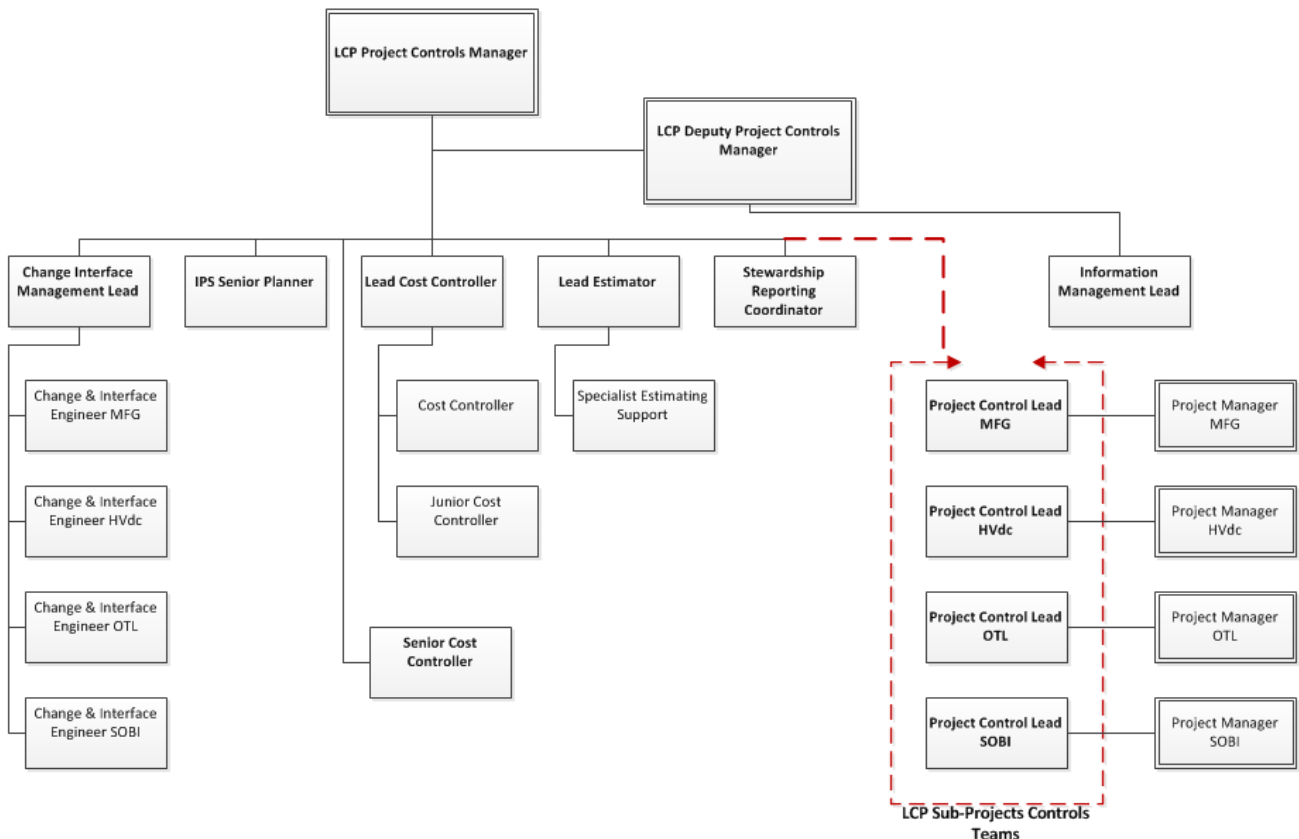 LCP Project Controls Manager
LCP Deputy Project Controls
Manager
Change Interface
Management Lead
IPS Senior Planner
Lead Cost Controller
Lead Estimator
Stewardship
Reporting
Coordinator
Information
Management Lead
Change & Interface
Engineer MFG
Cost Controller
Specialist Estimating
Support
Project Control Lead
MFG
Project Manager
MFG
Change & Interface
Engineer HVdc
Junior Cost
Controller
Project Control Lead
HVdc
Project Manager
HVdc
Change & Interface
Engineer OTL
Senior Cost
Controller
Project Control Lead
OTL
Project Manager
OTL
Change & Interface
Engineer SOBI
Project Control Lead
SOBI
Project Manager
SOBI
LCP Sub-Projects Controls
Teams